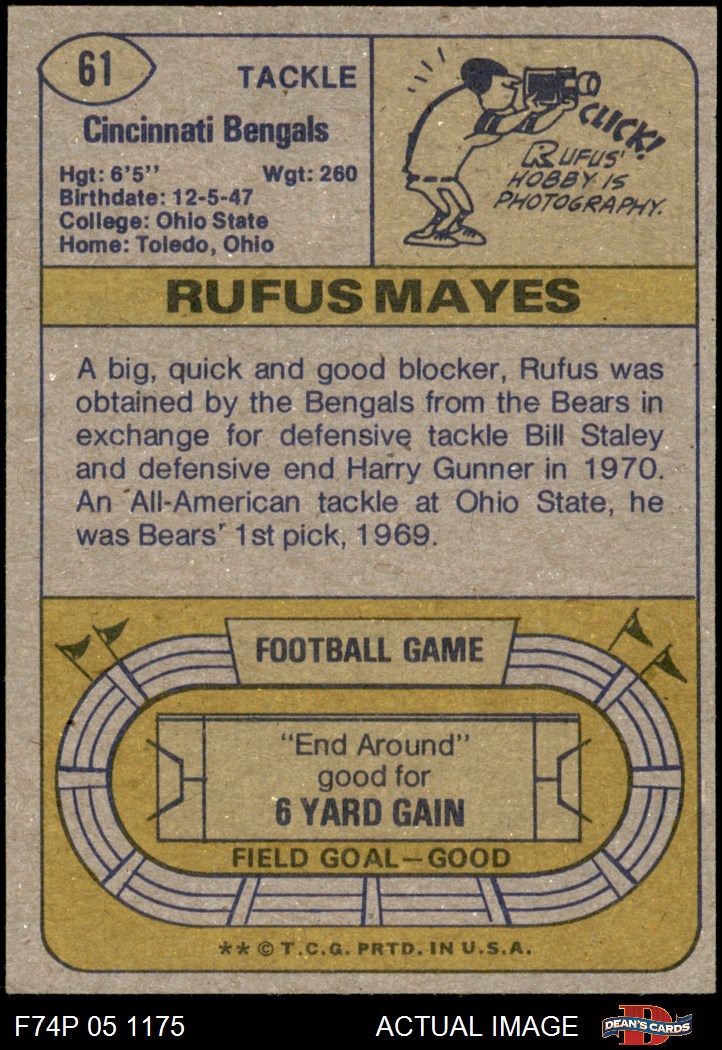 61
TACKLE
Cincinnati Bengals
Hgt: 6'5'' Wgt: 260
Birthdate: 12-5-47
College: Ohio State
Home: Toledo, Ohio
CLICK!
RUFUS'
HOBBY IS
PHOTOGRAPHY.
RUFUS MAYES
A big, quick and good blocker, Rufus was
obtained by the Bengals from the Bears in
exchange for defensive tackle Bill Staley
and defensive end Harry Gunner in 1970.
An All-American tackle at Ohio State, he
was Bears' 1st pick, 1969.
FOOTBALL GAME
"End Around"
good for
6 YARD GAIN
FIELD GOAL—GOOD
** © T.C.G. PRTD. IN U.S.A.
F74P 05 1175 ACTUAL IMAGE
D
DEAN'S CARDS